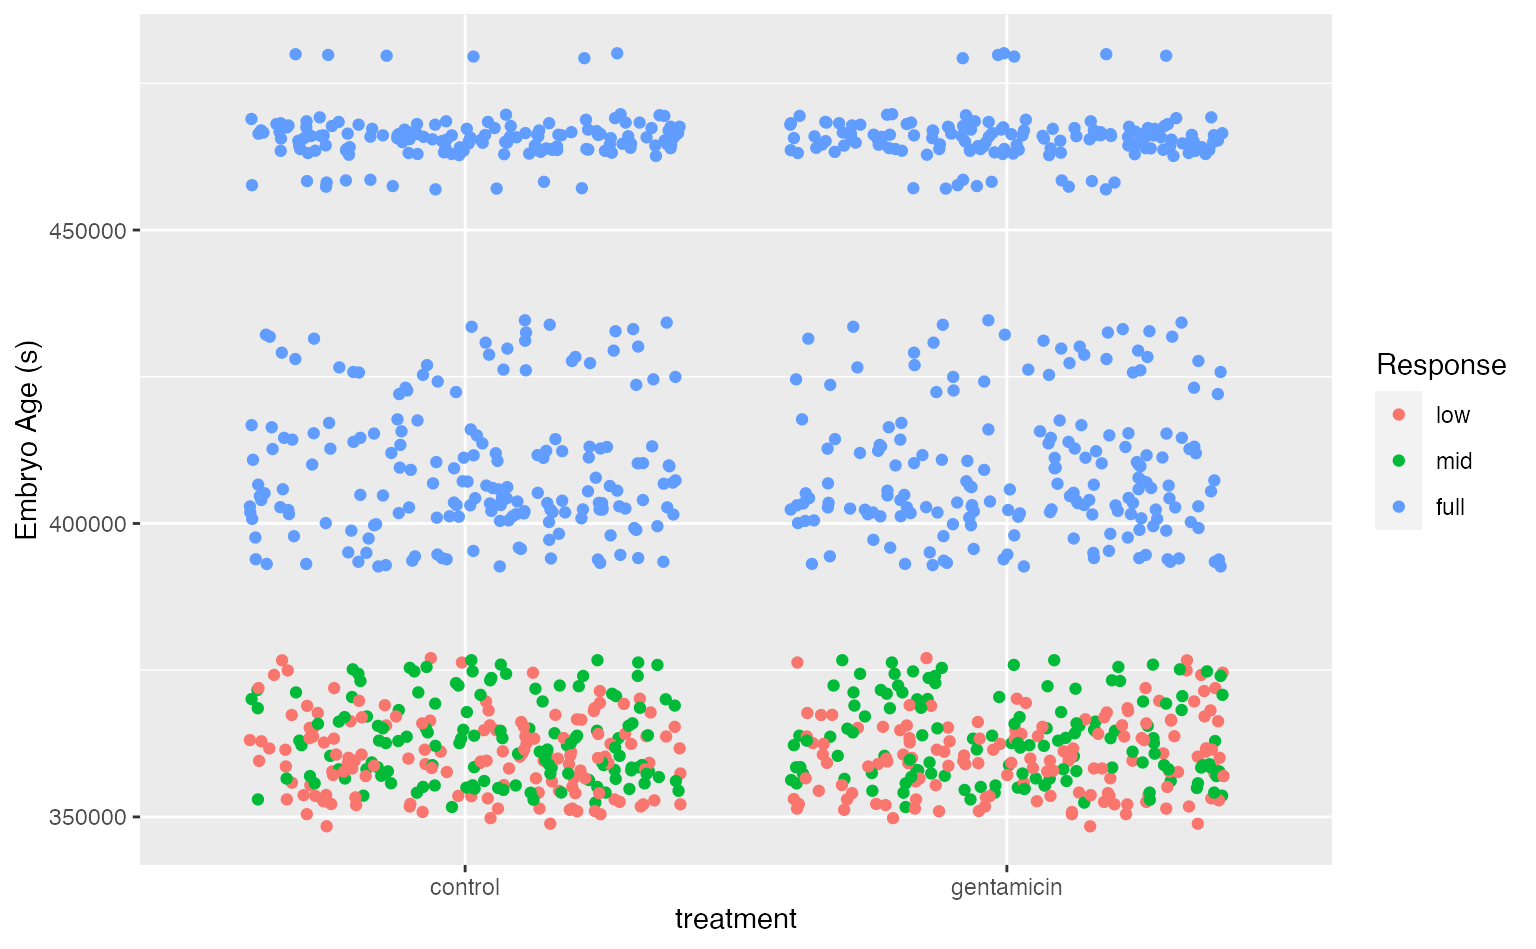 Embryo Age (s)
450000
400000
350000
control
gentamicin
treatment
Response
low
mid
full